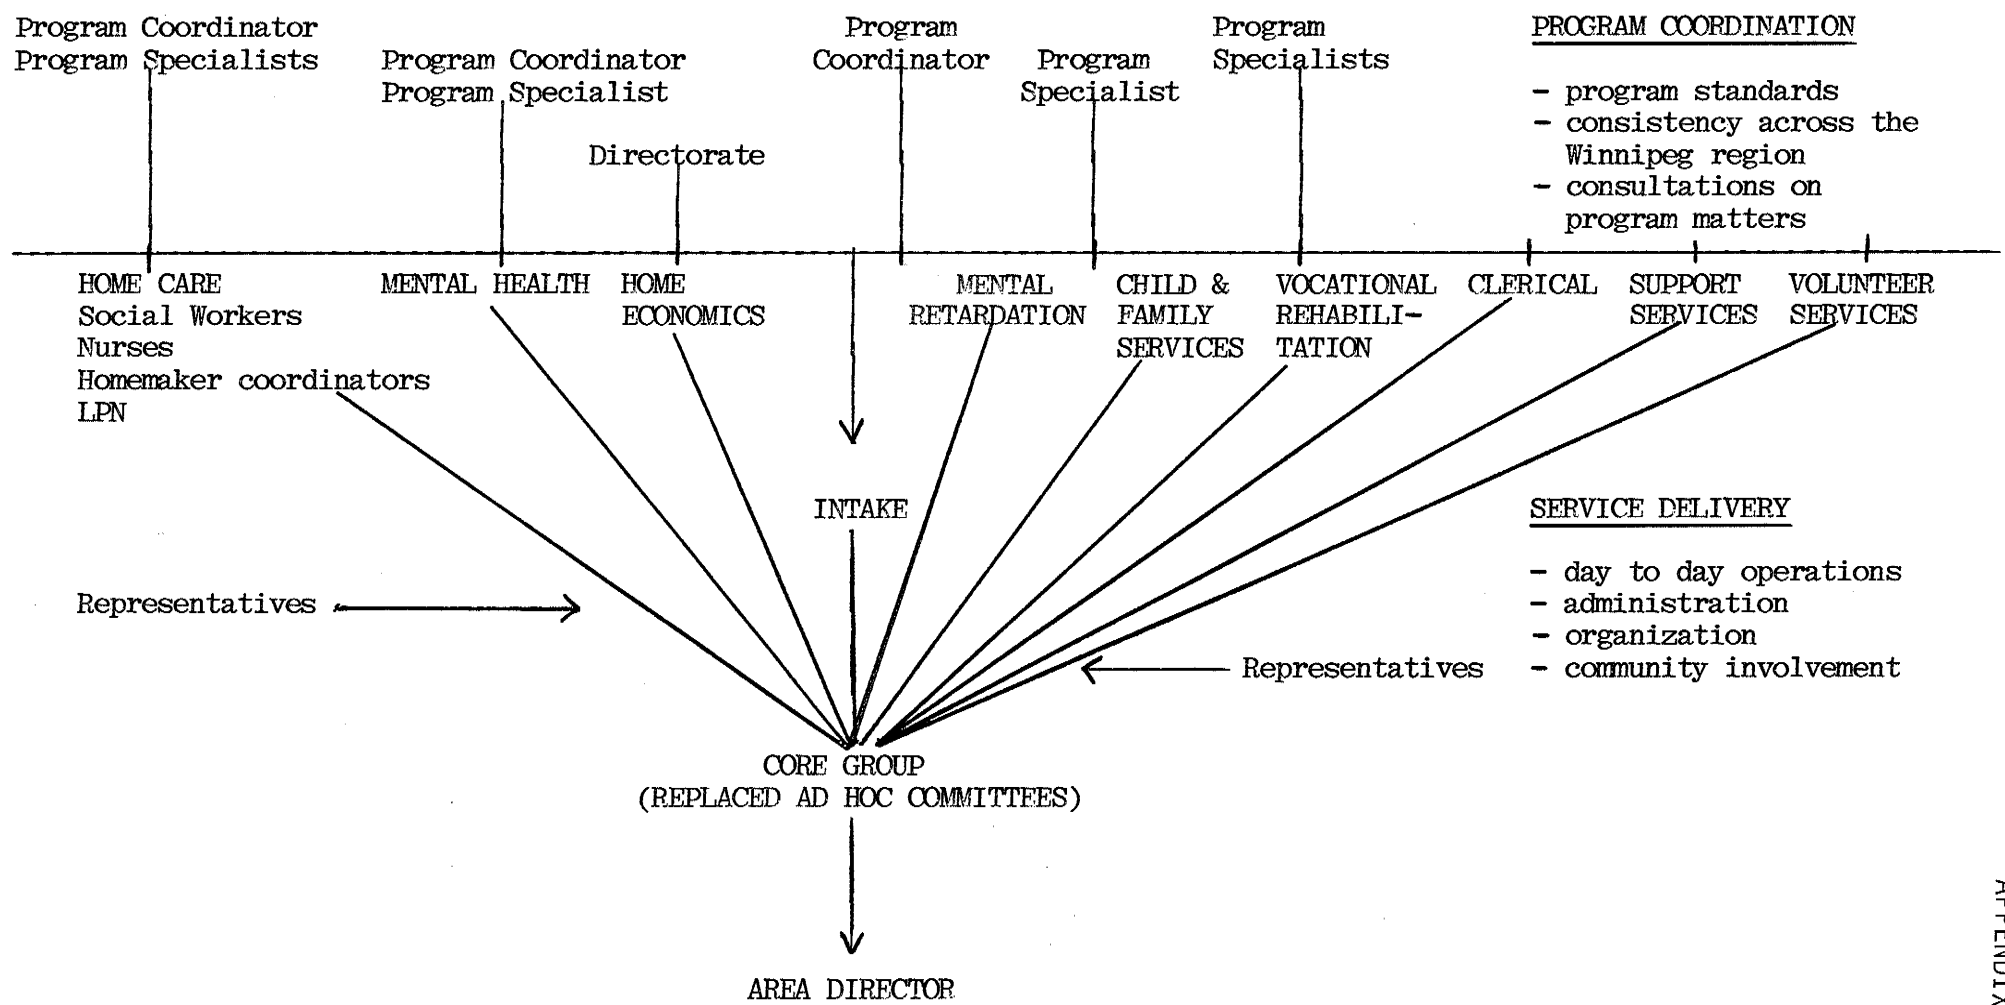 Program Coordinator
Program Specialists
Program Coordinator
Program Specialist
Directorate
Program
Coordinator
Program
Specialist
Program
Specialists
PROGRAM COORDINATION
- program standards
- consistency across the
Winnipeg region
- consultations on
program matters
HOME CARE
Social Workers
Nurses
Homemaker coordinators
LPN
MENTAL HEALTH
HOME
ECONOMICS
MENTAL
RETARDATION
CHILD &
FAMILY
SERVICES
VOCATIONAL
REHABILI-
TATION
CLERICAL
SUPPORT
SERVICES
VOLUNTEER
SERVICES
INTAKE
SERVICE DELIVERY
- day to day operations
- administration
- organization
- community involvement
Representatives
Representatives
CORE GROUP
(REPLACED AD HOC COMMITTEES)
AREA DIRECTOR
APPENDIX